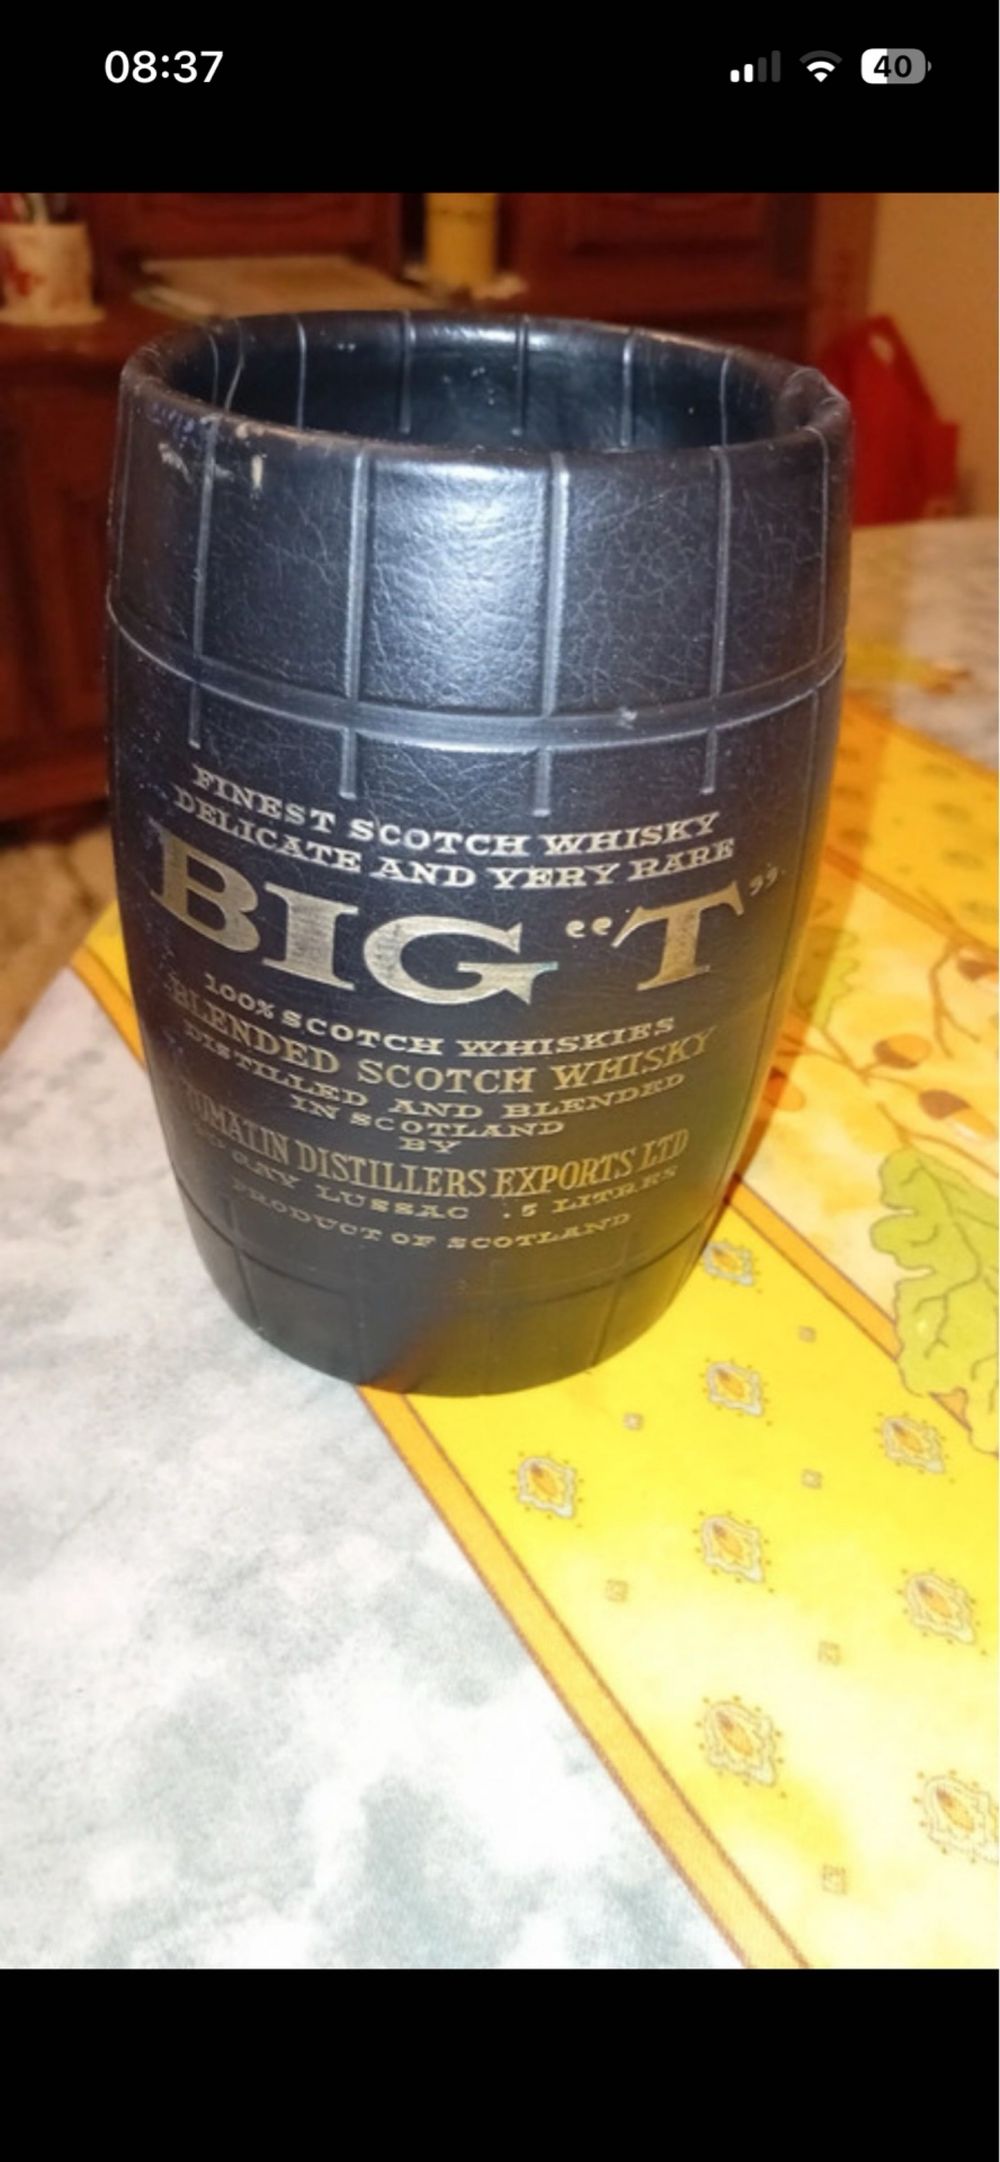 08:37
40
FINEST SCOTCH WHISKY
DELICATE AND VERY RARE
BIG "T"
100% SCOTCH WHISKIES
BLENDED SCOTCH WHISKY
DISTILLED AND BLENDED
IN SCOTLAND
BY
TOMATIN DISTILLERS EXPORTS LTD
GAY LUSSAC .5 LITRES
PRODUCT OF SCOTLAND